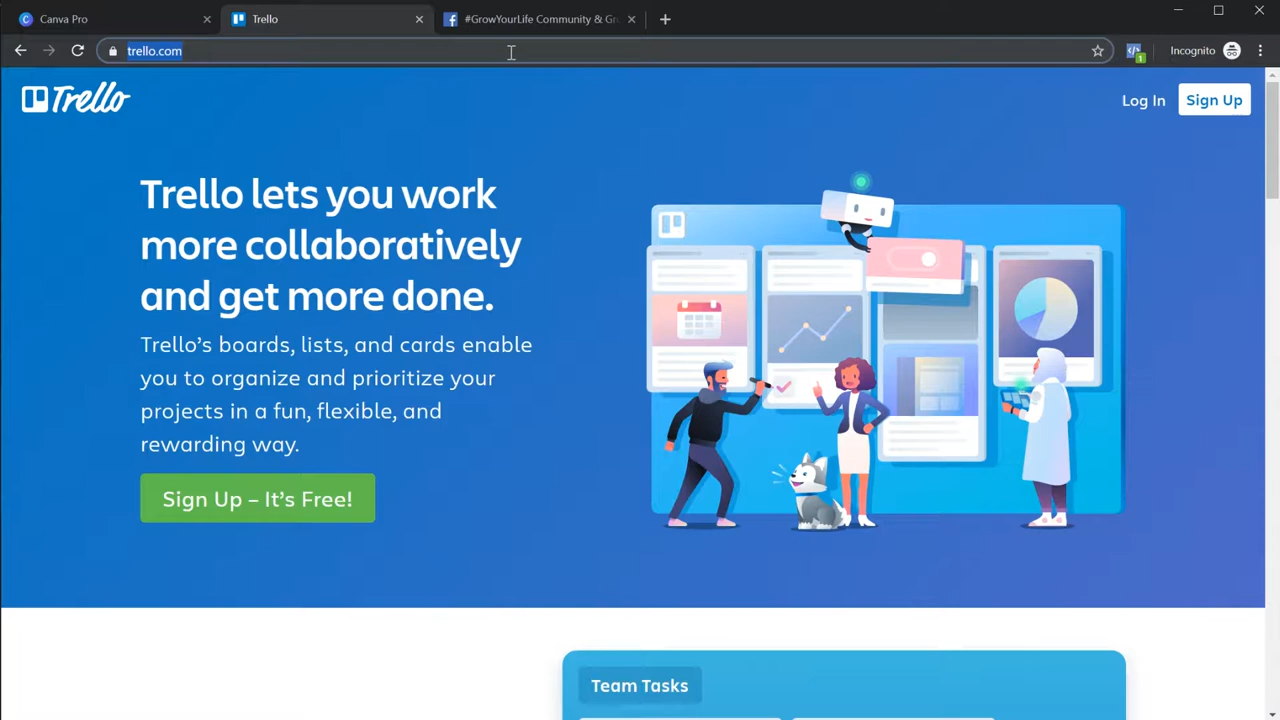 Canva Pro
Trello
#GrowYourLife Community & Gr
trello.com
1
Incognito
Trello
Log In
Sign Up
Trello lets you work
more collaboratively
and get more done.
Trello's boards, lists, and cards enable
you to organize and prioritize your
projects in a fun, flexible, and
rewarding way.
Sign Up – It's Free!
Team Tasks